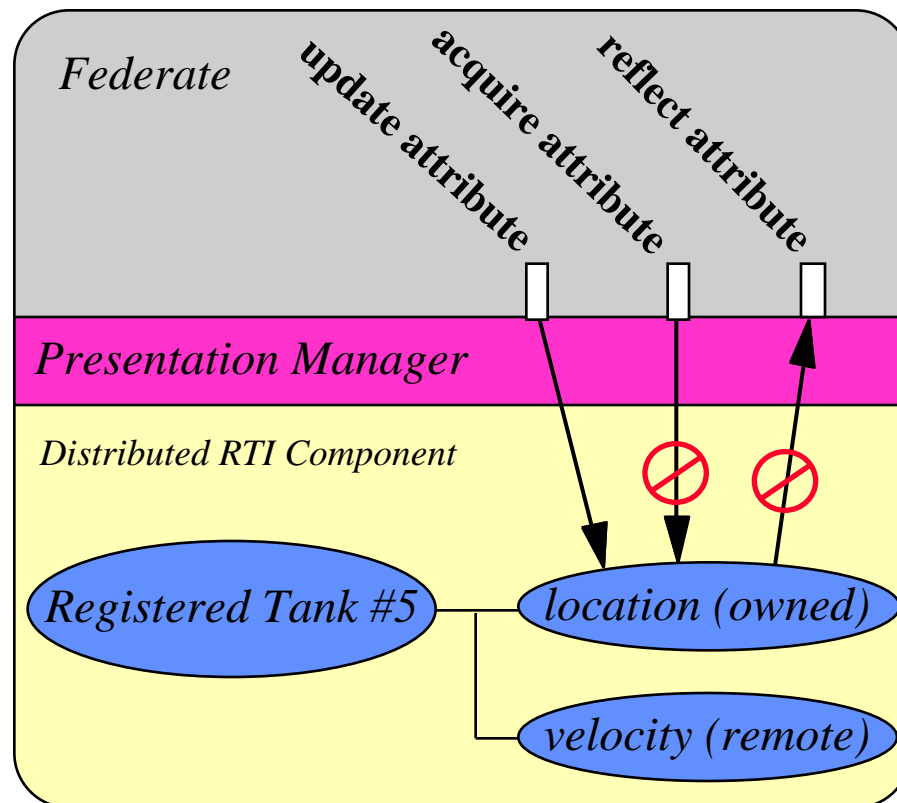 Federate
update attribute
acquire attribute
reflect attribute
Presentation Manager
Distributed RTI Component
Registered Tank #5
location (owned)
velocity (remote)